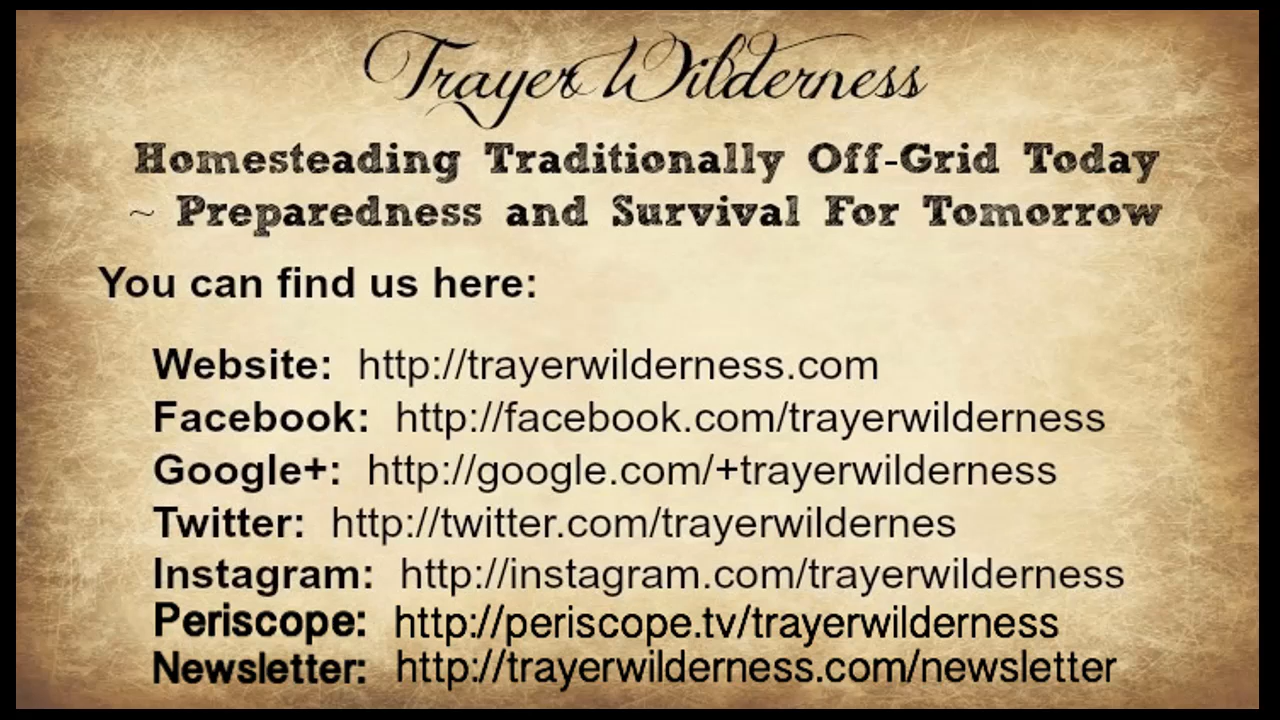 Trayer Wilderness
Homesteading Traditionally Off-Grid Today
~ Preparedness and Survival For Tomorrow
You can find us here:
Website: http://trayerwilderness.com
Facebook: http://facebook.com/trayerwilderness
Google+: http://google.com/+trayerwilderness
Twitter: http://twitter.com/trayerwildernes
Instagram: http://instagram.com/trayerwilderness
Periscope: http://periscope.tv/trayerwilderness
Newsletter: http://trayerwilderness.com/newsletter